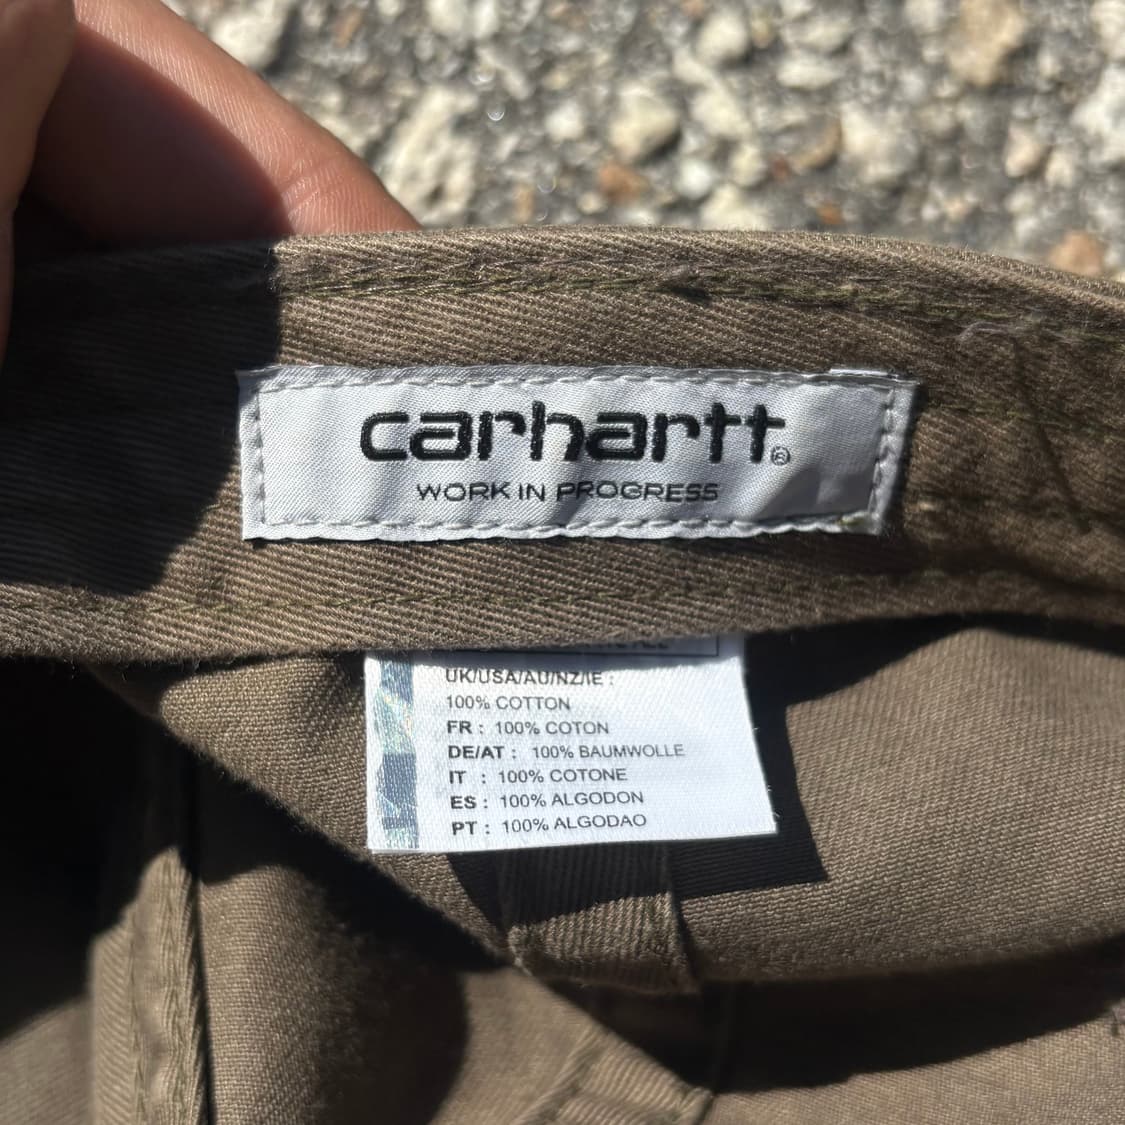 carhartt®
WORK IN PROGRESS
UK/USA/AU/NZ/IE :
100% COTTON
FR : 100% COTON
DE/AT : 100% BAUMWOLLE
IT : 100% COTONE
ES : 100% ALGODON
PT : 100% ALGODAO